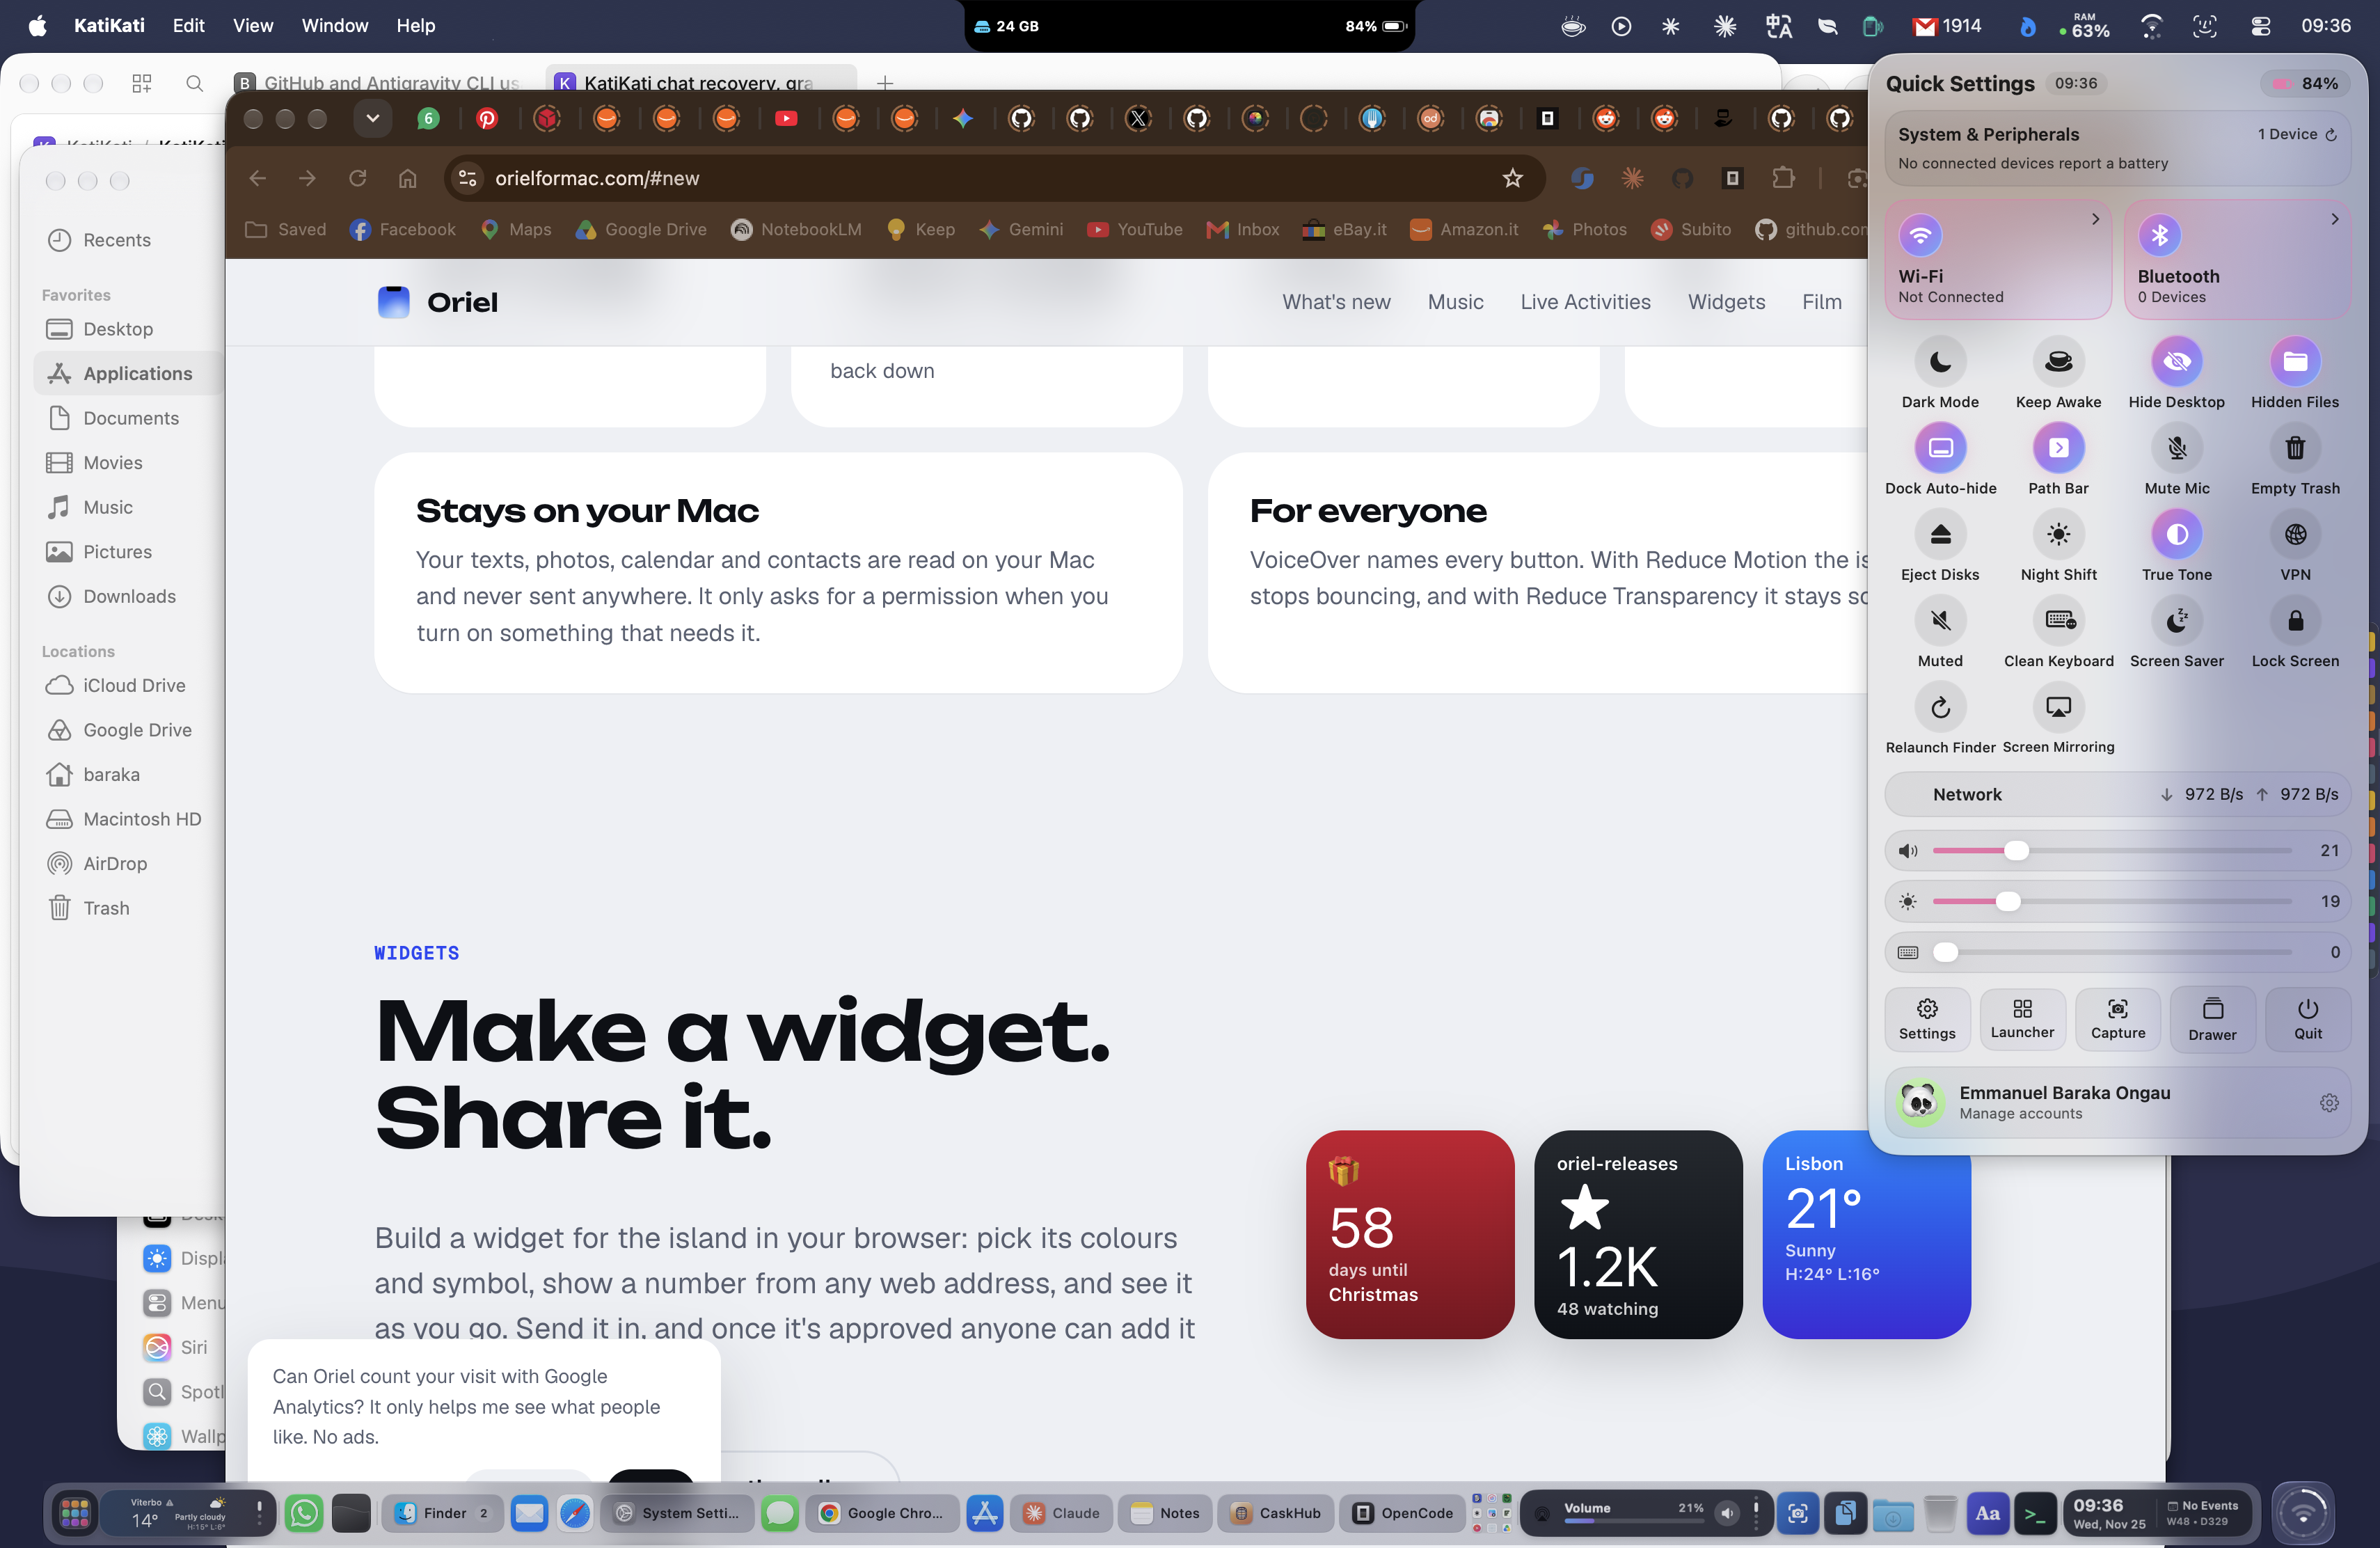 KatiKati Edit View Window Help
24 GB 84%
1914 RAM 63% 09:36
GitHub and Antigravity CLI us
KatiKati chat recovery, gra
6
orielformac.com/#new
Saved Facebook Maps Google Drive NotebookLM Keep Gemini YouTube Inbox eBay.it Amazon.it Photos Subito github.con
Recents
Favorites
Desktop
Applications
Documents
Movies
Music
Pictures
Downloads
Locations
iCloud Drive
Google Drive
baraka
Macintosh HD
AirDrop
Trash
Displ
Menu
Siri
Spotl
Wallp
Oriel
What's new Music Live Activities Widgets Film
back down
Stays on your Mac
Your texts, photos, calendar and contacts are read on your Mac
and never sent anywhere. It only asks for a permission when you
turn on something that needs it.
For everyone
VoiceOver names every button. With Reduce Motion the is
stops bouncing, and with Reduce Transparency it stays so
WIDGETS
Make a widget.
Share it.
Build a widget for the island in your browser: pick its colours
and symbol, show a number from any web address, and see it
as you go. Send it in, and once it's approved anyone can add it
58
days until
Christmas
oriel-releases
1.2K
48 watching
Lisbon
21°
Sunny
H:24° L:16°
Can Oriel count your visit with Google
Analytics? It only helps me see what people
like. No ads.
Quick Settings 09:36 84%
System & Peripherals 1 Device
No connected devices report a battery
Wi-Fi
Not Connected
Bluetooth
0 Devices
Dark Mode Keep Awake Hide Desktop Hidden Files
Dock Auto-hide Path Bar Mute Mic Empty Trash
Eject Disks Night Shift True Tone VPN
Muted Clean Keyboard Screen Saver Lock Screen
Relaunch Finder Screen Mirroring
Network 972 B/s 972 B/s
21
19
0
Settings Launcher Capture Drawer Quit
Emmanuel Baraka Ongau
Manage accounts
Viterbo
14°
Partly cloudy
H:15° L:6°
Finder 2
System Setti...
Google Chro...
Claude
Notes
CaskHub
OpenCode
Volume 21%
Aa
09:36
Wed, Nov 25
No Events
W48 • D329